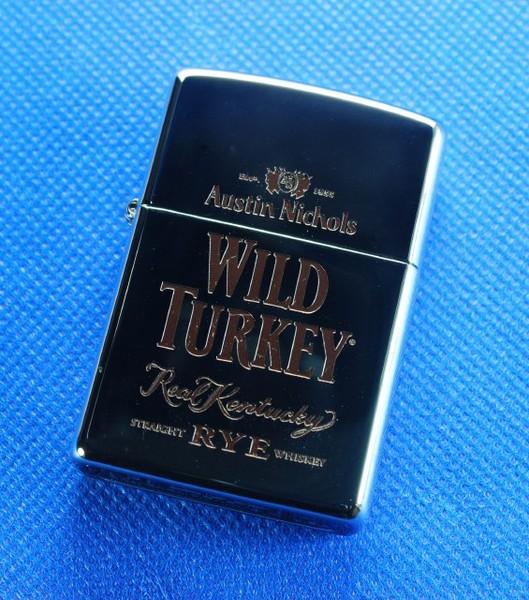 Est. 1855
Austin Nichols
WILD
TURKEY®
Real Kentucky
STRAIGHT RYE WHISKEY